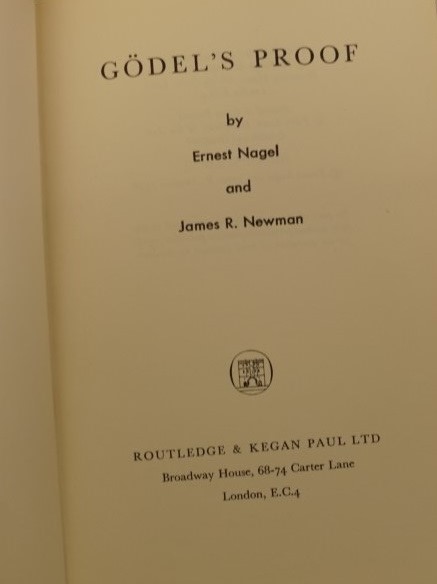 GÖDEL'S PROOF
by
Ernest Nagel
and
James R. Newman
ROUTLEDGE & KEGAN PAUL LTD
Broadway House, 68-74 Carter Lane
London, E.C.4